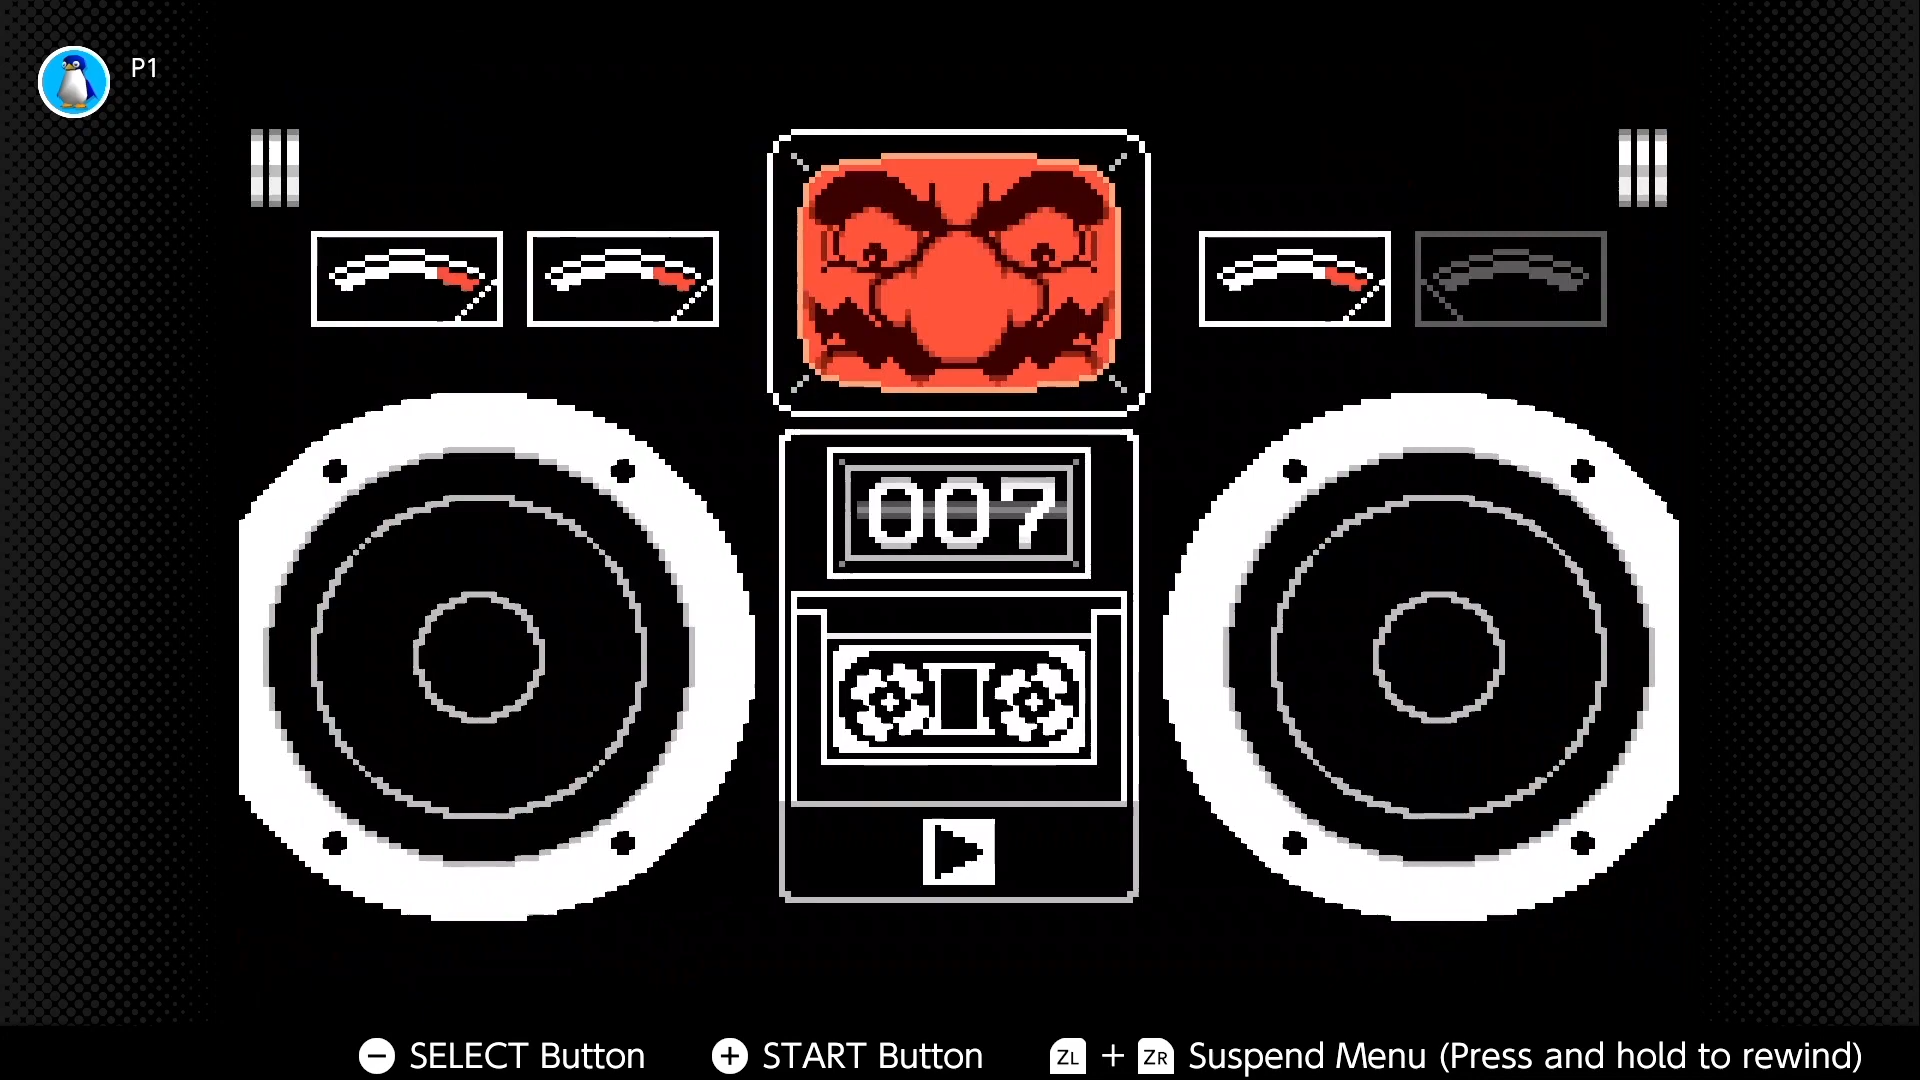 P1
007
SELECT Button START Button ZL + ZR Suspend Menu (Press and hold to rewind)